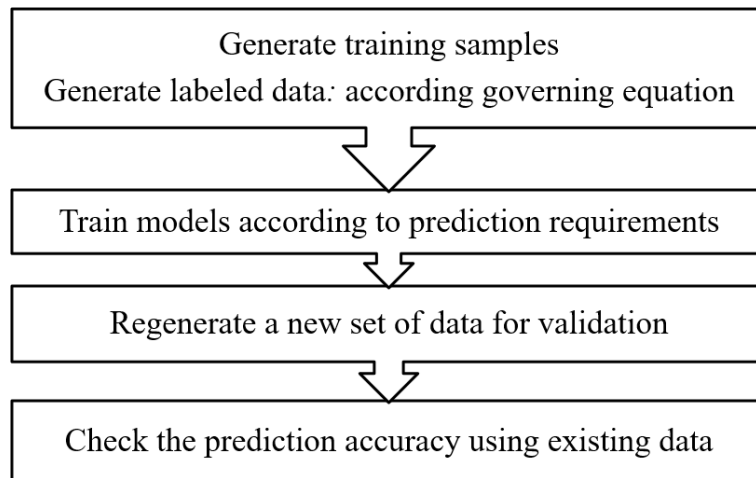 Generate training samples
Generate labeled data: according governing equation
Train models according to prediction requirements
Regenerate a new set of data for validation
Check the prediction accuracy using existing data